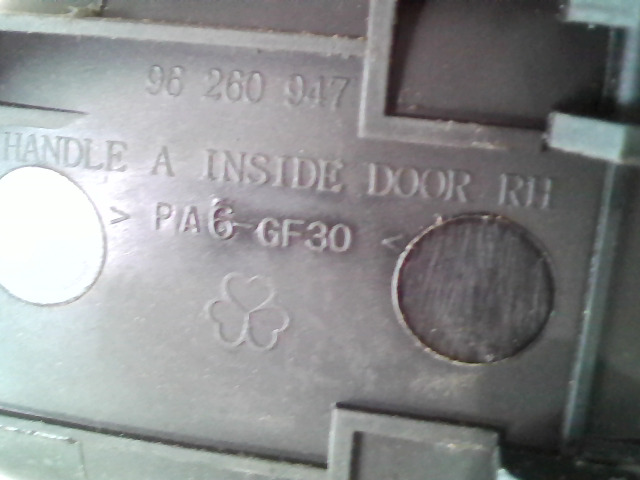 96 260 947
HANDLE A INSIDE DOOR RH
> PA6-GF30 <